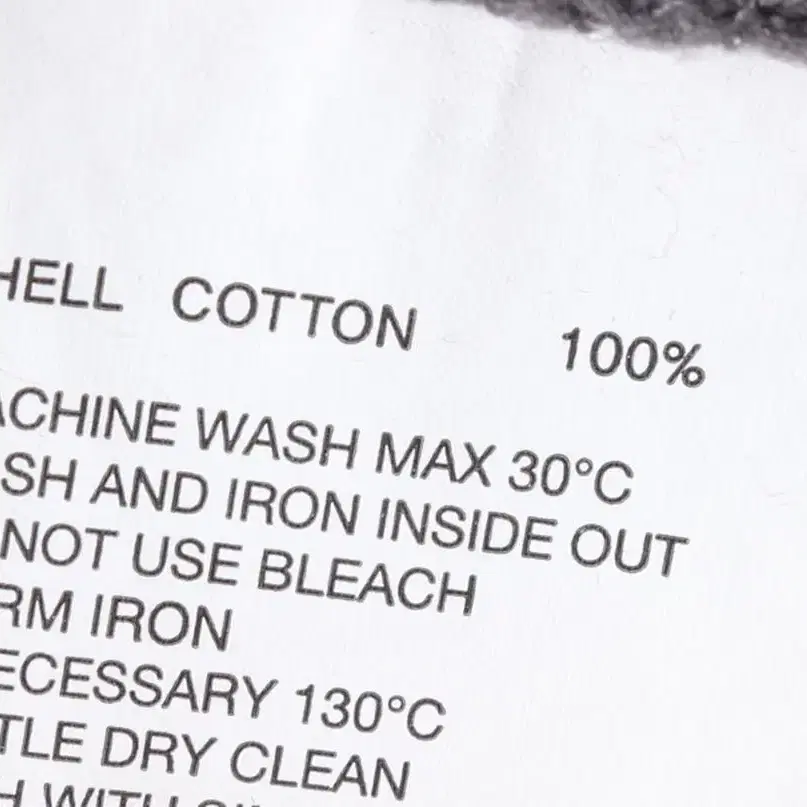 HELL COTTON 100%
ACHINE WASH MAX 30°C
SH AND IRON INSIDE OUT
NOT USE BLEACH
RM IRON
ECESSARY 130°C
TLE DRY CLEAN
H WITH